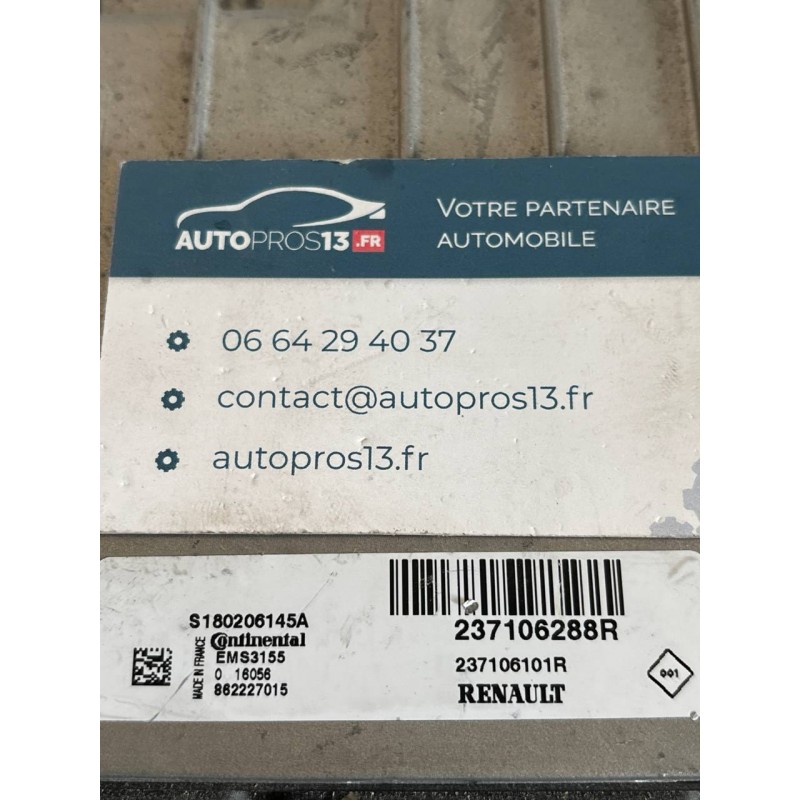 AUTOPROS13.FR
VOTRE PARTENAIRE
AUTOMOBILE
06 64 29 40 37
contact@autopros13.fr
autopros13.fr
S180206145A
Continental
EMS3155
0 16056
862227015
MADE IN FRANCE
237106288R
237106101R
RENAULT
001